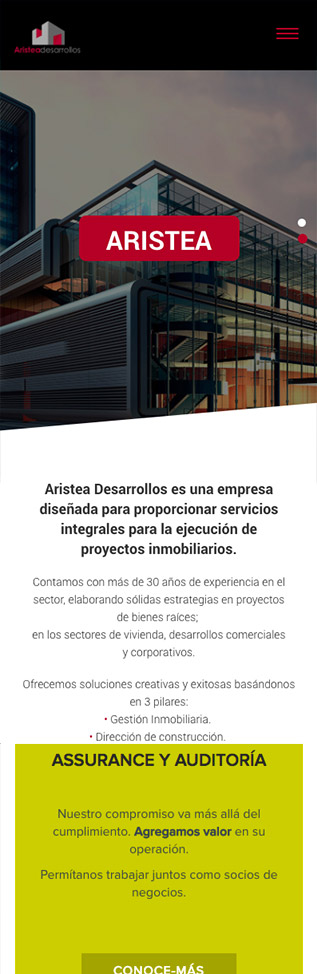 Aristeadesarrollos
ARISTEA
Aristea Desarrollos es una empresa
diseñada para proporcionar servicios
integrales para la ejecución de
proyectos inmobiliarios.
Contamos con más de 30 años de experiencia en el
sector, elaborando sólidas estrategias en proyectos
de bienes raíces;
en los sectores de vivienda, desarrollos comerciales
y corporativos.
Ofrecemos soluciones creativas y exitosas basándonos
en 3 pilares:
• Gestión Inmobiliaria.
• Dirección de construcción.
ASSURANCE Y AUDITORÍA
Nuestro compromiso va más allá del
cumplimiento. Agregamos valor en su
operación.
Permítanos trabajar juntos como socios de
negocios.
CONOCE-MÁS